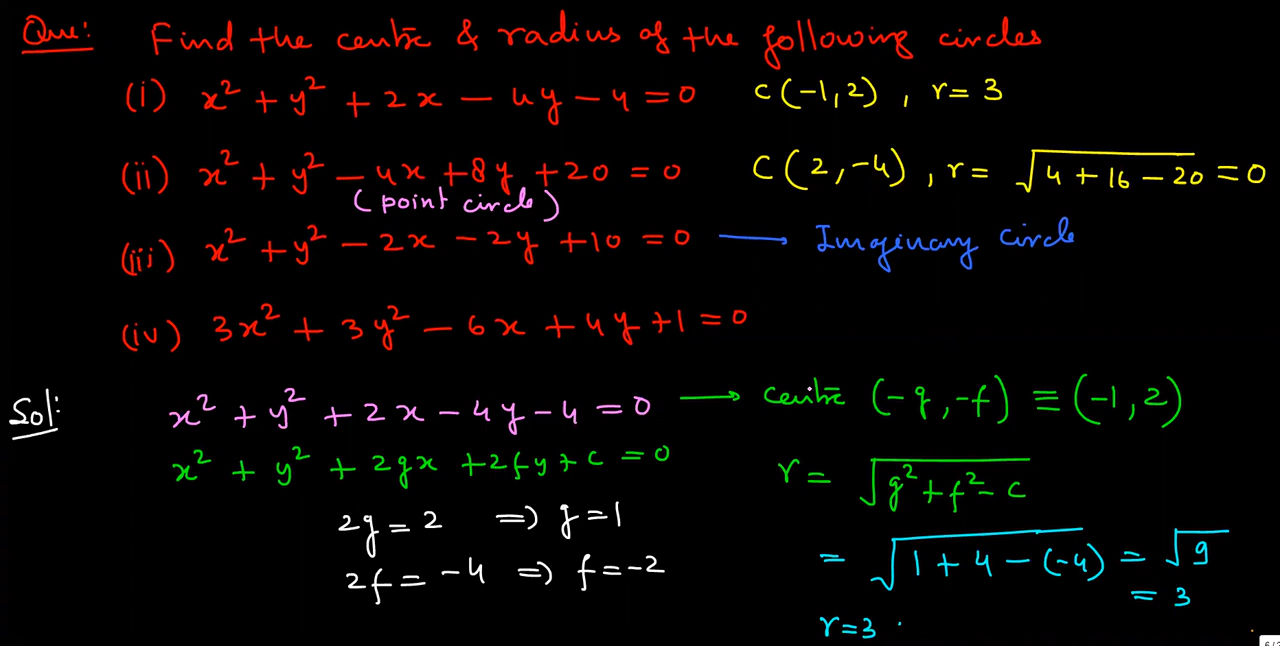 Que: Find the centre & radius of the following circles
(i) x² + y² + 2x – 4y – 4 = 0 C(-1,2), r = 3
(ii) x² + y² – 4x + 8y + 20 = 0 C(2,-4), r = √(4+16-20) = 0
(point circle)
(iii) x² + y² – 2x – 2y + 10 = 0 → Imaginary circle
(iv) 3x² + 3y² – 6x + 4y + 1 = 0
Sol: x² + y² + 2x – 4y – 4 = 0 → centre (-g,-f) ≡ (-1,2)
x² + y² + 2gx + 2fy + c = 0
r = √(g² + f² - c)
2g = 2 ⇒ g = 1
2f = -4 ⇒ f = -2
= √(1 + 4 - (-4)) = √9
= 3
r = 3 .